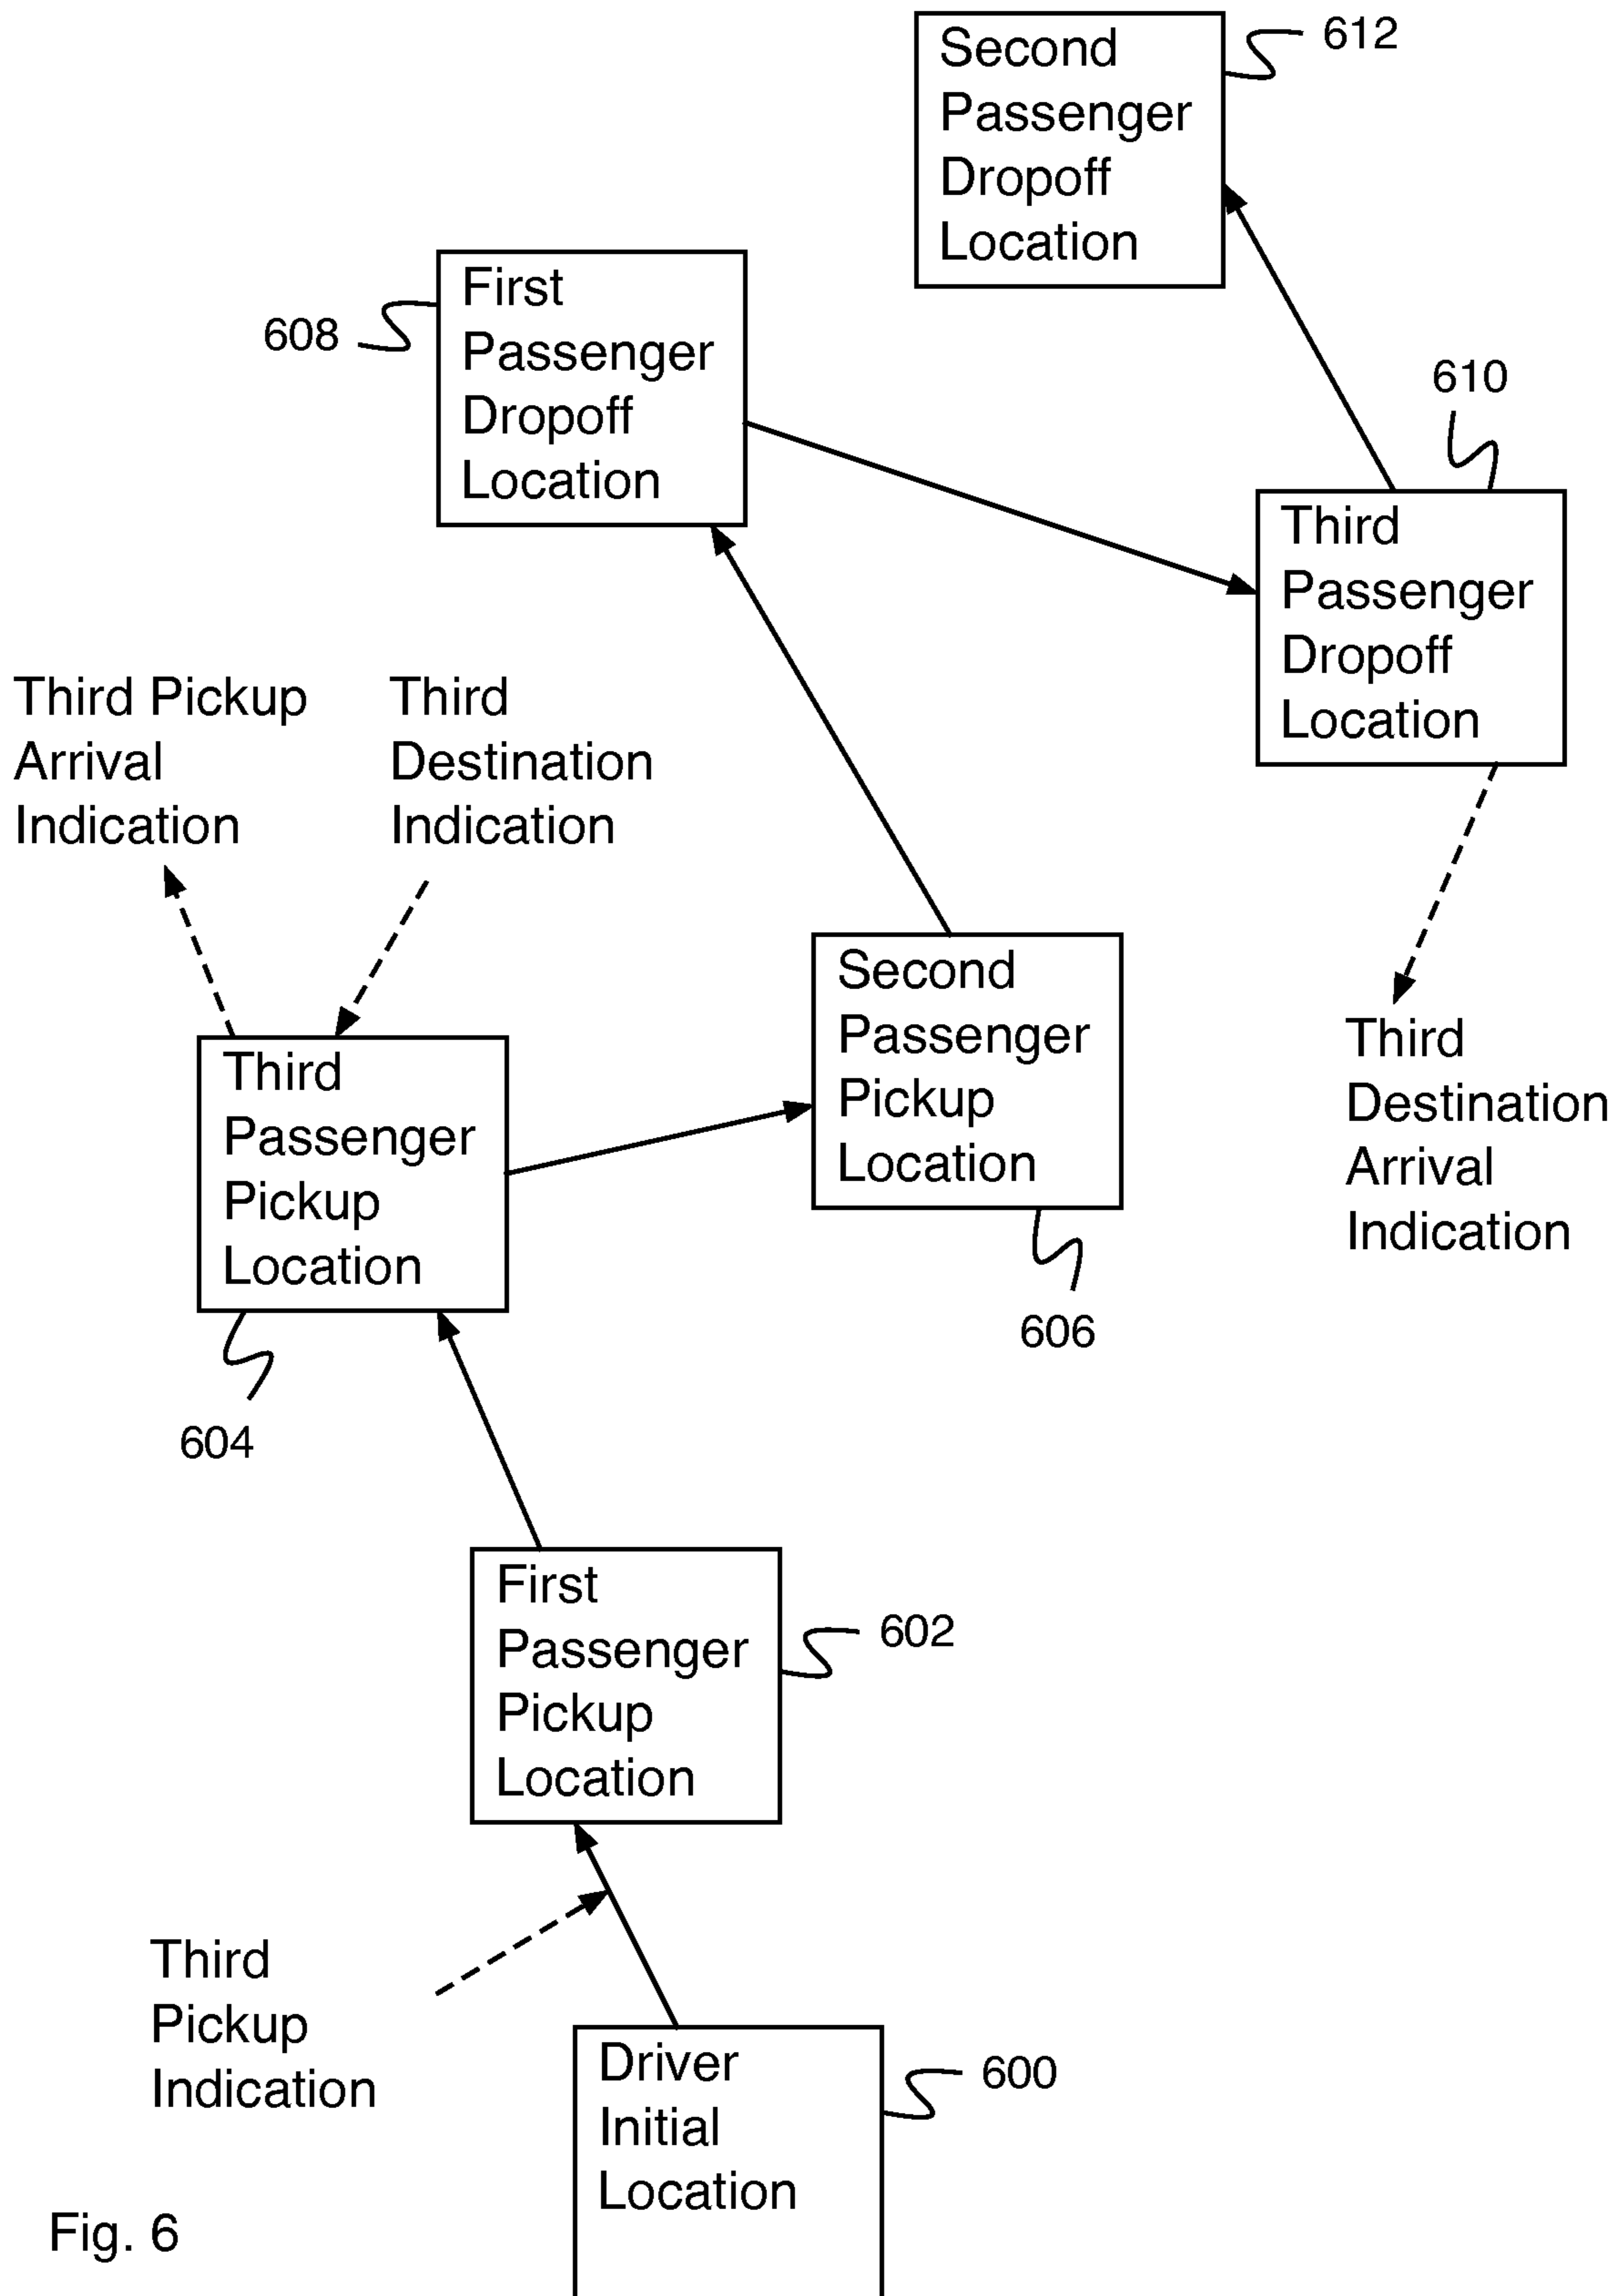 Second
Passenger
Dropoff
Location
612
First
Passenger
Dropoff
Location
608
610
Third
Passenger
Dropoff
Location
Third Pickup
Arrival
Indication
Third
Destination
Indication
Second
Passenger
Pickup
Location
606
Third
Destination
Arrival
Indication
Third
Passenger
Pickup
Location
604
First
Passenger
Pickup
Location
602
Third
Pickup
Indication
Driver
Initial
Location
600
Fig. 6